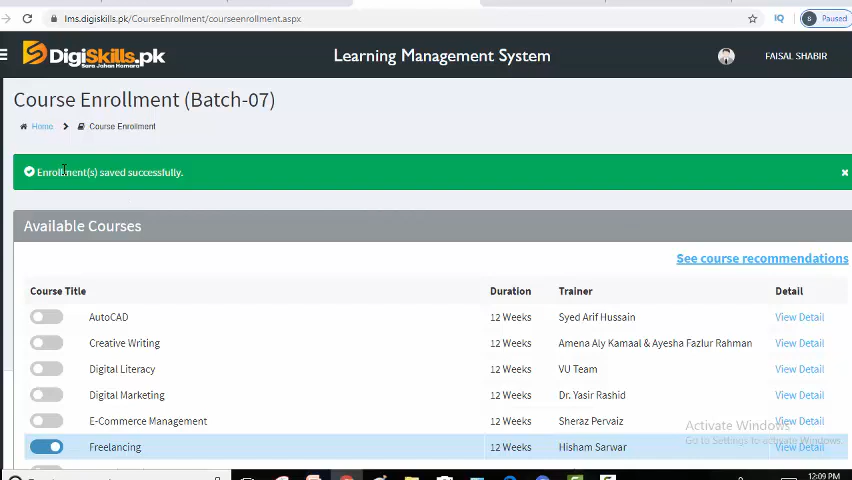 lms.digiskills.pk/CourseEnrollment/courseenrollment.aspx
Paused
DigiSkills.pk
Learning Management System
FAISAL SHABIR
Course Enrollment (Batch-07)
Home > Course Enrollment
Enrollment(s) saved successfully.
Available Courses
See course recommendations
Course Title Duration Trainer Detail
AutoCAD 12 Weeks Syed Arif Hussain View Detail
Creative Writing 12 Weeks Amena Aly Kamaal & Ayesha Fazlur Rahman View Detail
Digital Literacy 12 Weeks VU Team View Detail
Digital Marketing 12 Weeks Dr. Yasir Rashid View Detail
E-Commerce Management 12 Weeks Sheraz Pervaiz View Detail
Activate Windows
Go to Settings to activate Windows.
Freelancing 12 Weeks Hisham Sarwar View Detail
12:09 PM